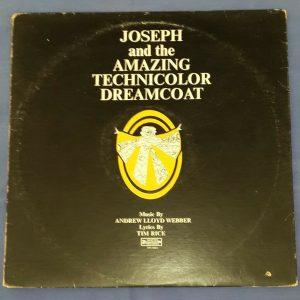 JOSEPH
and the
AMAZING
TECHNICOLOR
DREAMCOAT
Music By
ANDREW LLOYD WEBBER
Lyrics By
TIM RICE